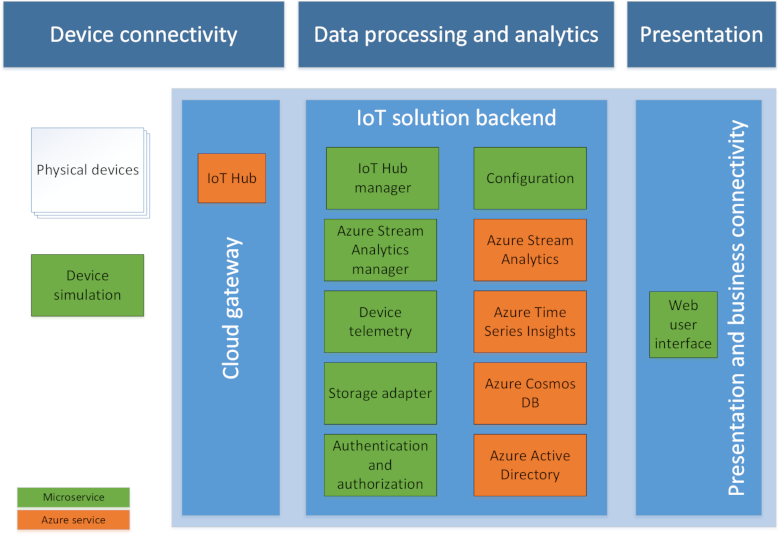 Device connectivity
Data processing and analytics
Presentation
Physical devices
Device
simulation
IoT Hub
Cloud gateway
IoT solution backend
IoT Hub
manager
Configuration
Azure Stream
Analytics
manager
Azure Stream
Analytics
Device
telemetry
Azure Time
Series Insights
Storage adapter
Azure Cosmos
DB
Authentication
and
authorization
Azure Active
Directory
Web
user
interface
Presentation and business connectivity
Microservice
Azure service